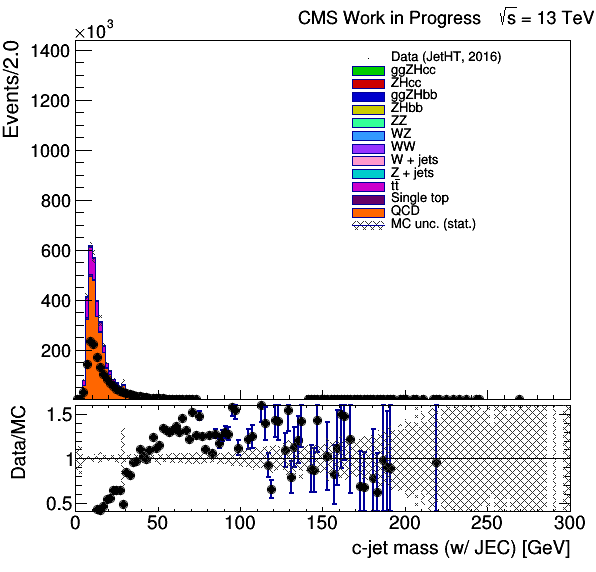 CMS Work in Progress √s = 13 TeV
×10³
Events/2.0
1400
1200
1000
800
600
400
200
Data (JetHT, 2016)
ggZHcc
ZHcc
ggZHbb
ZHbb
ZZ
WZ
WW
W + jets
Z + jets
tt̄
Single top
QCD
MC unc. (stat.)
Data/MC
1.5
1
0.5
0 50 100 150 200 250 300
c-jet mass (w/ JEC) [GeV]